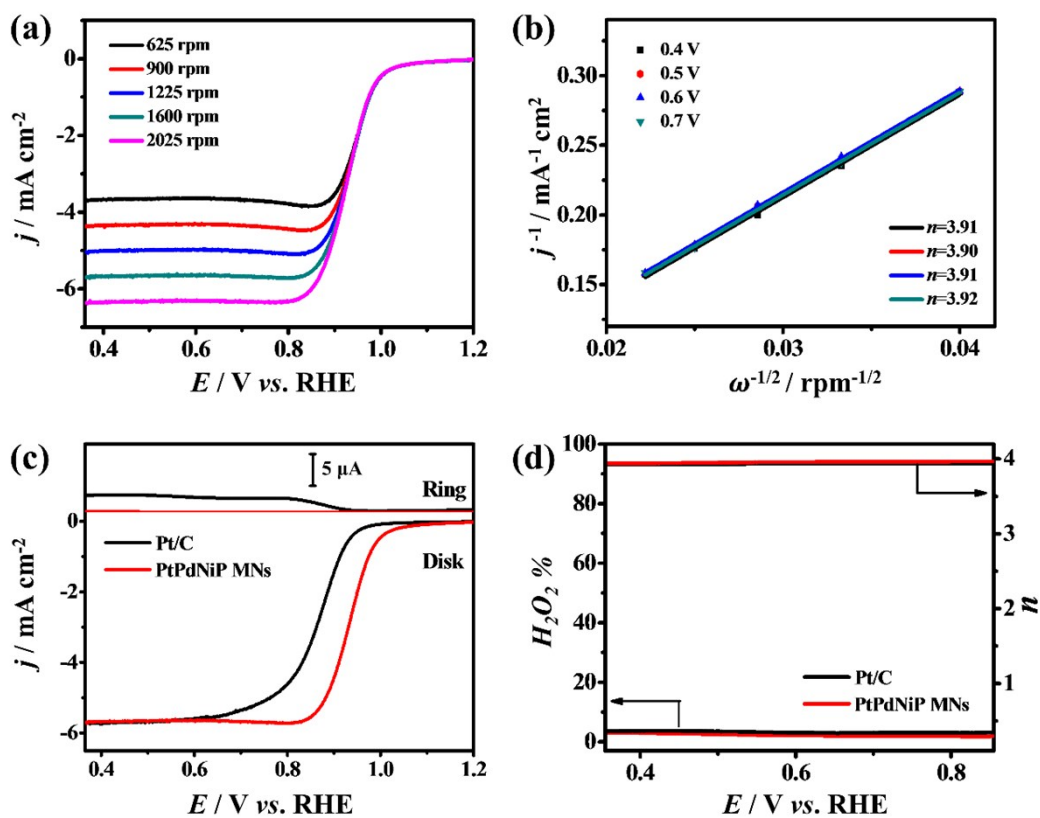 (a)
625 rpm
900 rpm
1225 rpm
1600 rpm
2025 rpm
0
-2
-4
-6
j / mA cm-2
0.4 0.6 0.8 1.0 1.2
E / V vs. RHE
(b)
0.4 V
0.5 V
0.6 V
0.7 V
0.30
0.25
0.20
0.15
j -1 / mA-1 cm2
n=3.91
n=3.90
n=3.91
n=3.92
0.02 0.03 0.04
ω-1/2 / rpm-1/2
(c)
5 μA
Ring
Pt/C
PtPdNiP MNs
Disk
0
-2
-4
-6
j / mA cm-2
0.4 0.6 0.8 1.0 1.2
E / V vs. RHE
(d)
100
90
80
70
60
50
40
30
20
10
0
H2O2 %
4
3
2
1
n
Pt/C
PtPdNiP MNs
0.4 0.6 0.8
E / V vs. RHE